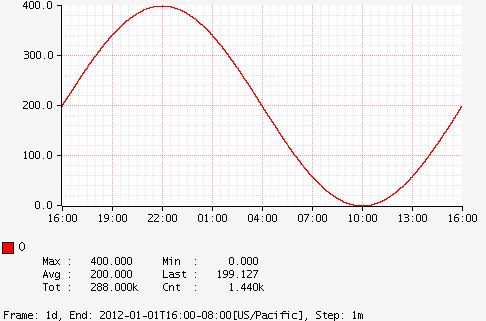 400.0
300.0
200.0
100.0
0.0
16:00 19:00 22:00 01:00 04:00 07:00 10:00 13:00 16:00
0
Max : 400.000 Min : 0.000
Avg : 200.000 Last : 199.127
Tot : 288.000k Cnt : 1.440k
Frame: 1d, End: 2012-01-01T16:00-08:00[US/Pacific], Step: 1m